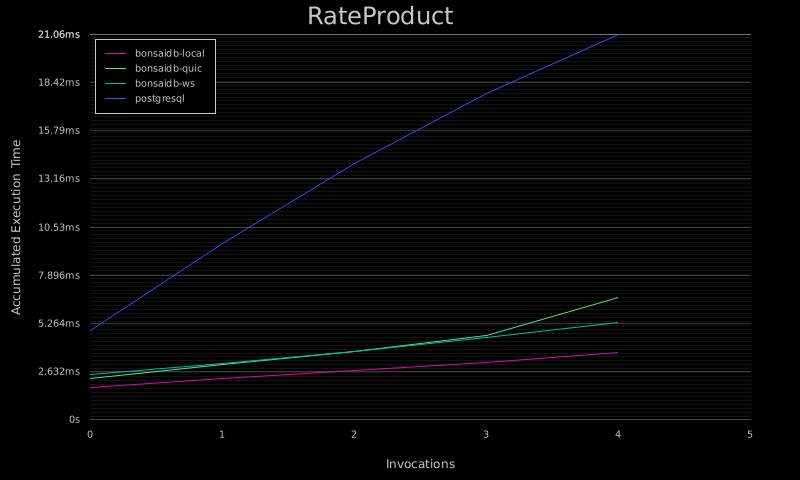 RateProduct
21.06ms
bonsaidb-local
bonsaidb-quic
bonsaidb-ws
postgresql
18.42ms
15.79ms
13.16ms
10.53ms
7.896ms
5.264ms
2.632ms
0s
Accumulated Execution Time
0 1 2 3 4 5
Invocations